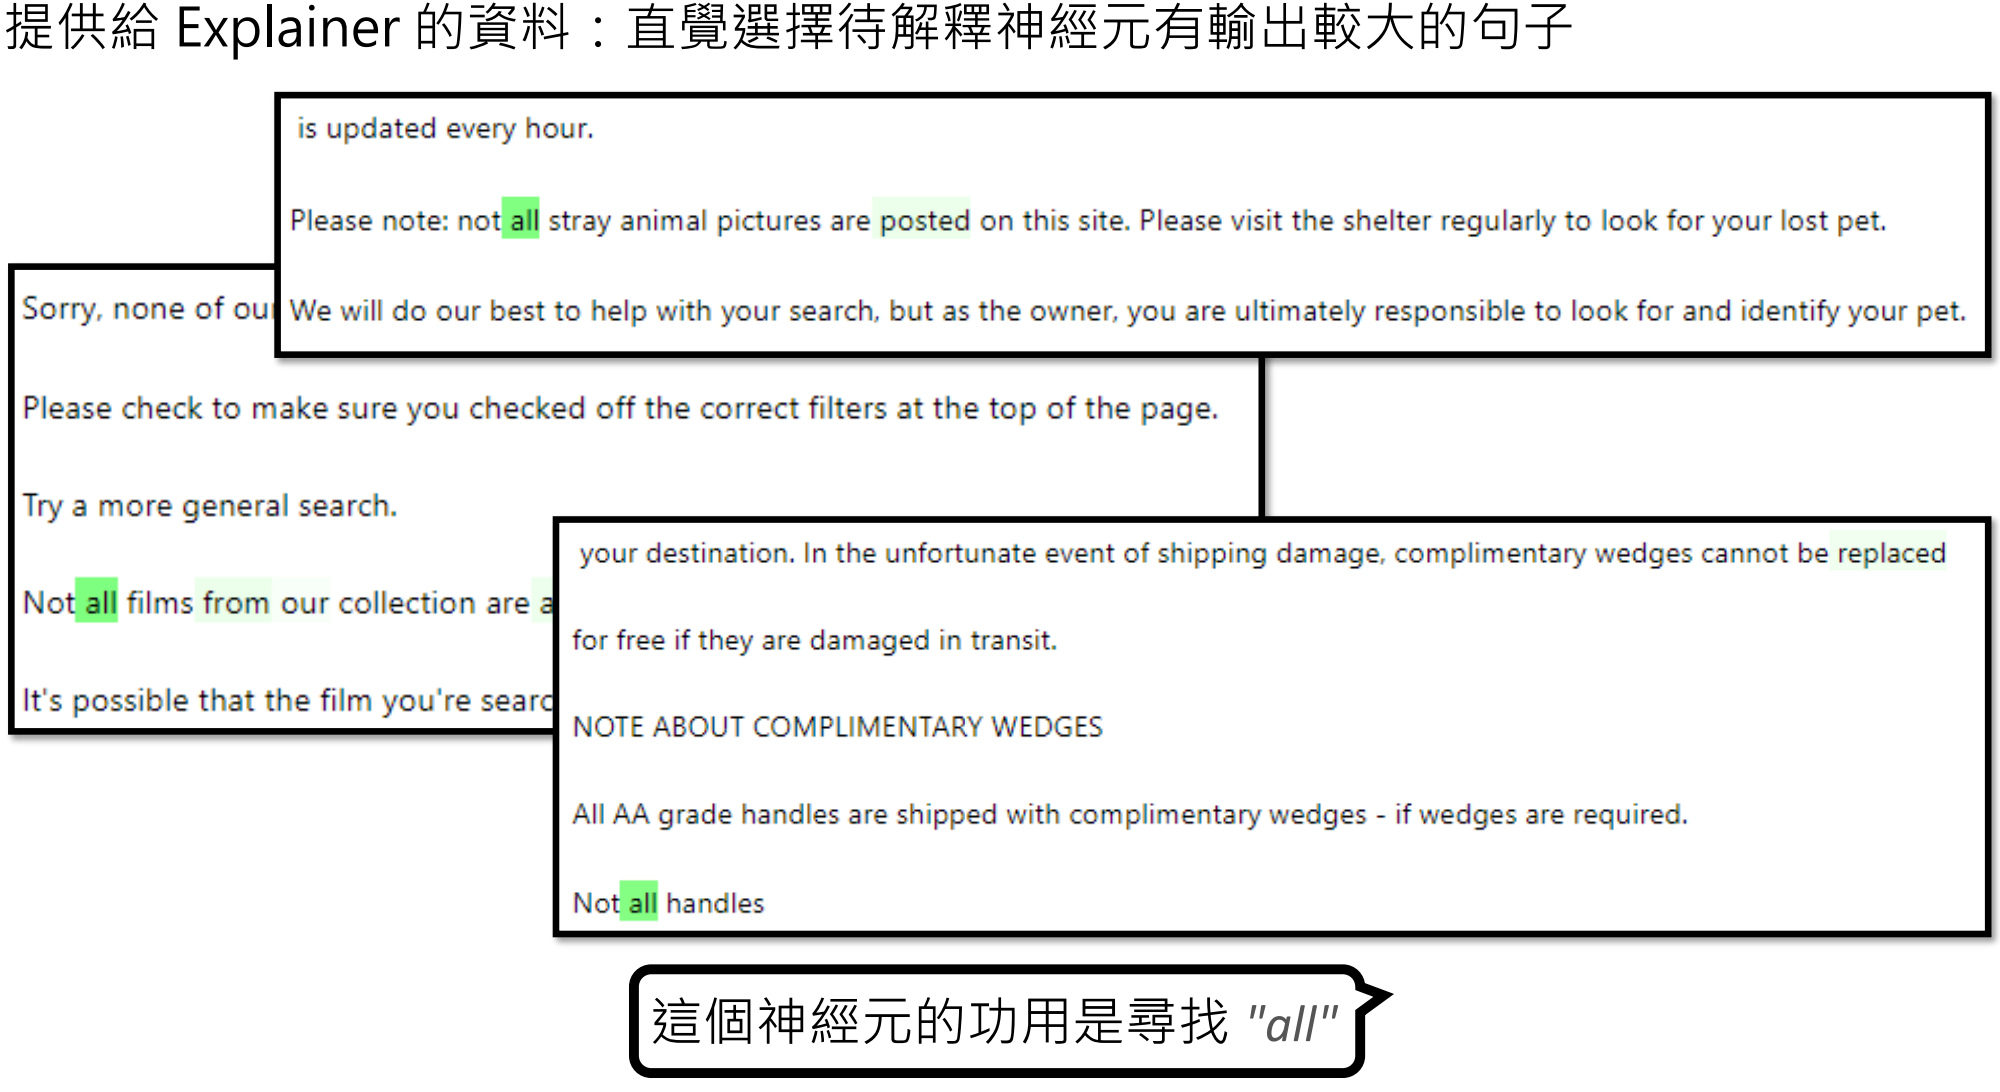 提供給 Explainer 的資料：直覺選擇待解釋神經元有輸出較大的句子
is updated every hour.
Please note: not all stray animal pictures are posted on this site. Please visit the shelter regularly to look for your lost pet.
We will do our best to help with your search, but as the owner, you are ultimately responsible to look for and identify your pet.
Sorry, none of our
Please check to make sure you checked off the correct filters at the top of the page.
Try a more general search.
Not all films from our collection are
It's possible that the film you're
your destination. In the unfortunate event of shipping damage, complimentary wedges cannot be replaced
for free if they are damaged in transit.
NOTE ABOUT COMPLIMENTARY WEDGES
All AA grade handles are shipped with complimentary wedges - if wedges are required.
Not all handles
這個神經元的功用是尋找 "all"